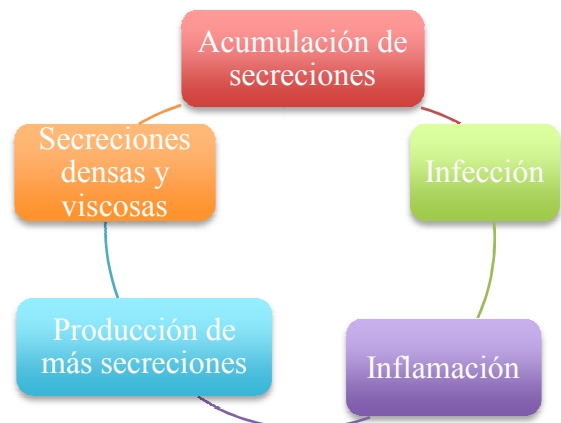 Acumulación de
secreciones
Infección
Inflamación
Producción de
más secreciones
Secreciones
densas y
viscosas